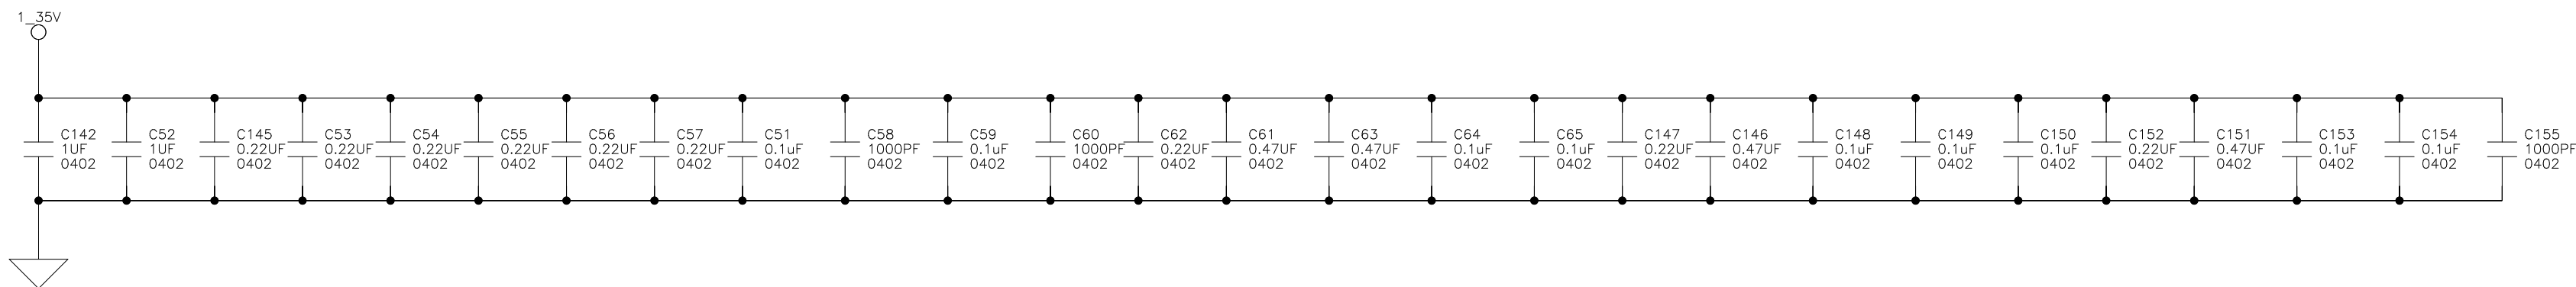 1_35V
C142
1UF
0402
C52
1UF
0402
C145
0.22UF
0402
C53
0.22UF
0402
C54
0.22UF
0402
C55
0.22UF
0402
C56
0.22UF
0402
C57
0.22UF
0402
C51
0.1uF
0402
C58
1000PF
0402
C59
0.1uF
0402
C60
1000PF
0402
C62
0.22UF
0402
C61
0.47UF
0402
C63
0.47UF
0402
C64
0.1uF
0402
C65
0.1uF
0402
C147
0.22UF
0402
C146
0.47UF
0402
C148
0.1uF
0402
C149
0.1uF
0402
C150
0.1uF
0402
C152
0.22UF
0402
C151
0.47UF
0402
C153
0.1uF
0402
C154
0.1uF
0402
C155
1000PF
0402